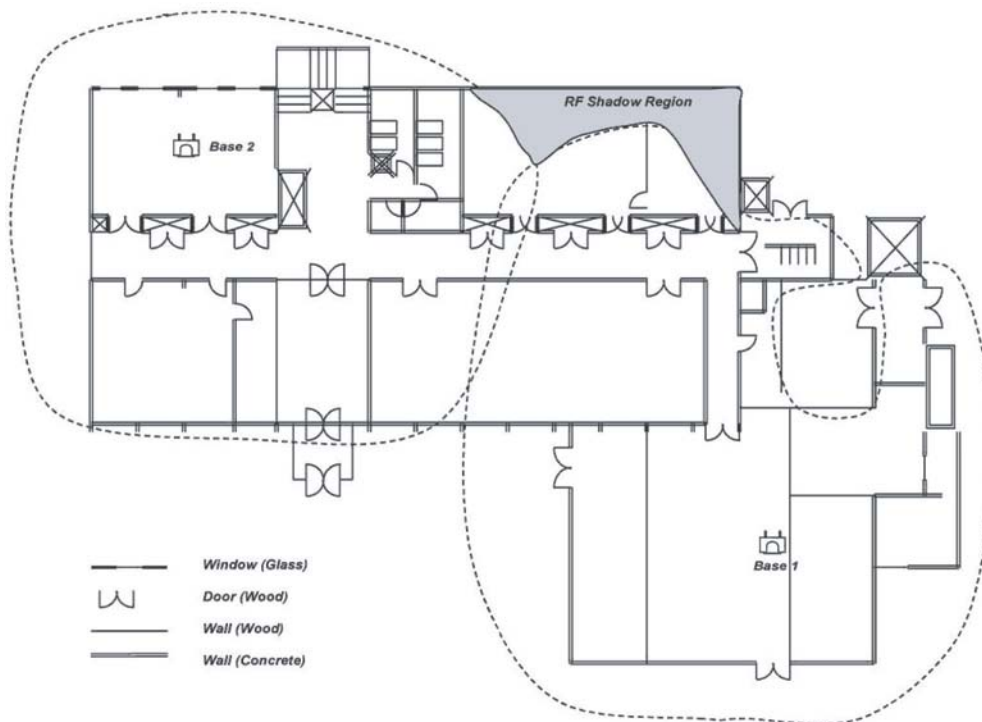 RF Shadow Region
Base 2
Base 1
Window (Glass)
Door (Wood)
Wall (Wood)
Wall (Concrete)